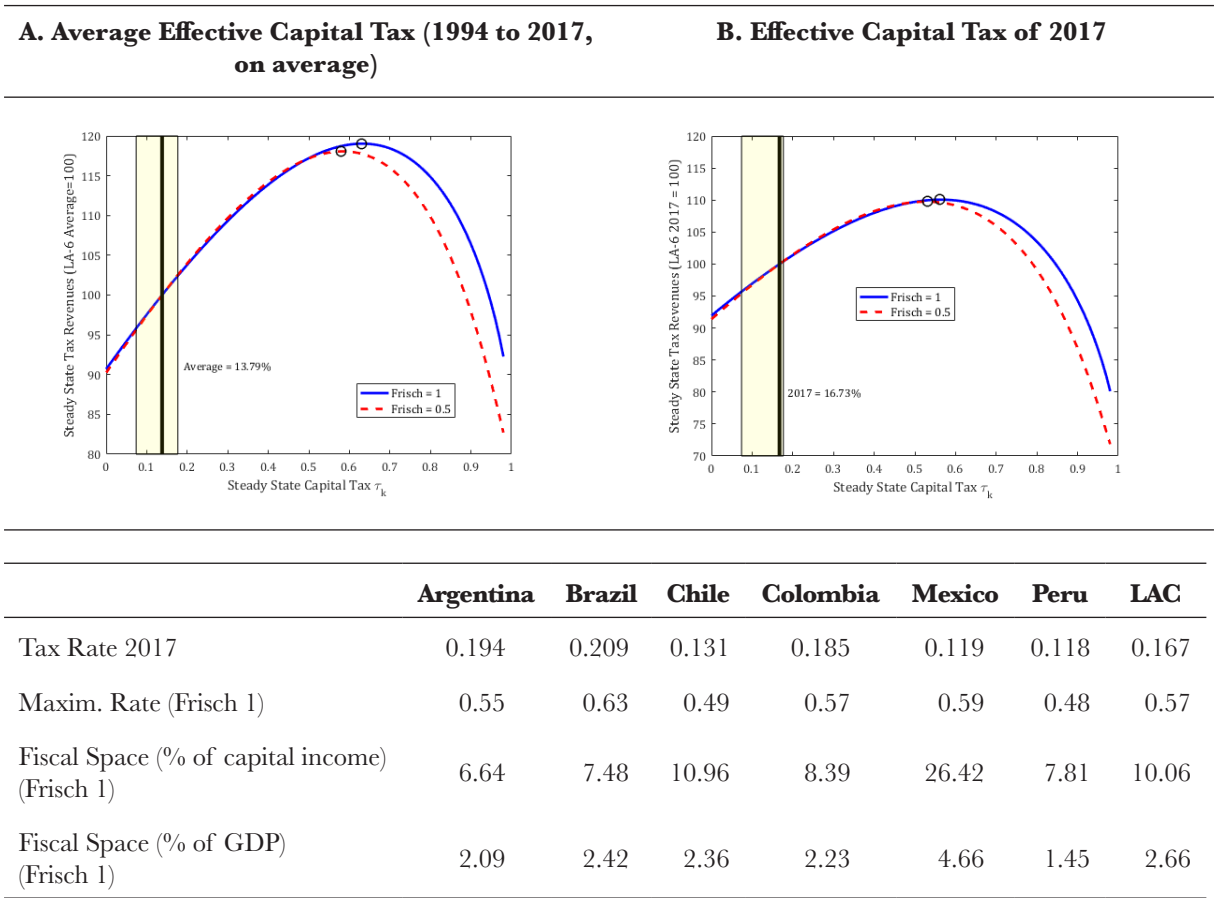 A. Average Effective Capital Tax (1994 to 2017,
on average)
B. Effective Capital Tax of 2017
Steady State Tax Revenues (LA-6 Average=100)
120
115
110
105
100
95
90
85
80
Average = 13.79%
Frisch = 1
Frisch = 0.5
0 0.1 0.2 0.3 0.4 0.5 0.6 0.7 0.8 0.9 1
Steady State Capital Tax τk
Steady State Tax Revenues (LA-6 2017 = 100)
120
115
110
105
100
95
90
85
80
75
70
Frisch = 1
Frisch = 0.5
2017 = 16.73%
0 0.1 0.2 0.3 0.4 0.5 0.6 0.7 0.8 0.9 1
Steady State Capital Tax τk
Argentina Brazil Chile Colombia Mexico Peru LAC
Tax Rate 2017 0.194 0.209 0.131 0.185 0.119 0.118 0.167
Maxim. Rate (Frisch 1) 0.55 0.63 0.49 0.57 0.59 0.48 0.57
Fiscal Space (% of capital income)
(Frisch 1) 6.64 7.48 10.96 8.39 26.42 7.81 10.06
Fiscal Space (% of GDP)
(Frisch 1) 2.09 2.42 2.36 2.23 4.66 1.45 2.66